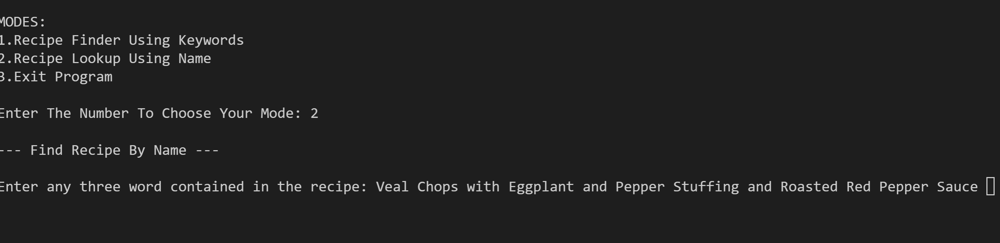 MODES:
1.Recipe Finder Using Keywords
2.Recipe Lookup Using Name
3.Exit Program
Enter The Number To Choose Your Mode: 2
--- Find Recipe By Name ---
Enter any three word contained in the recipe: Veal Chops with Eggplant and Pepper Stuffing and Roasted Red Pepper Sauce